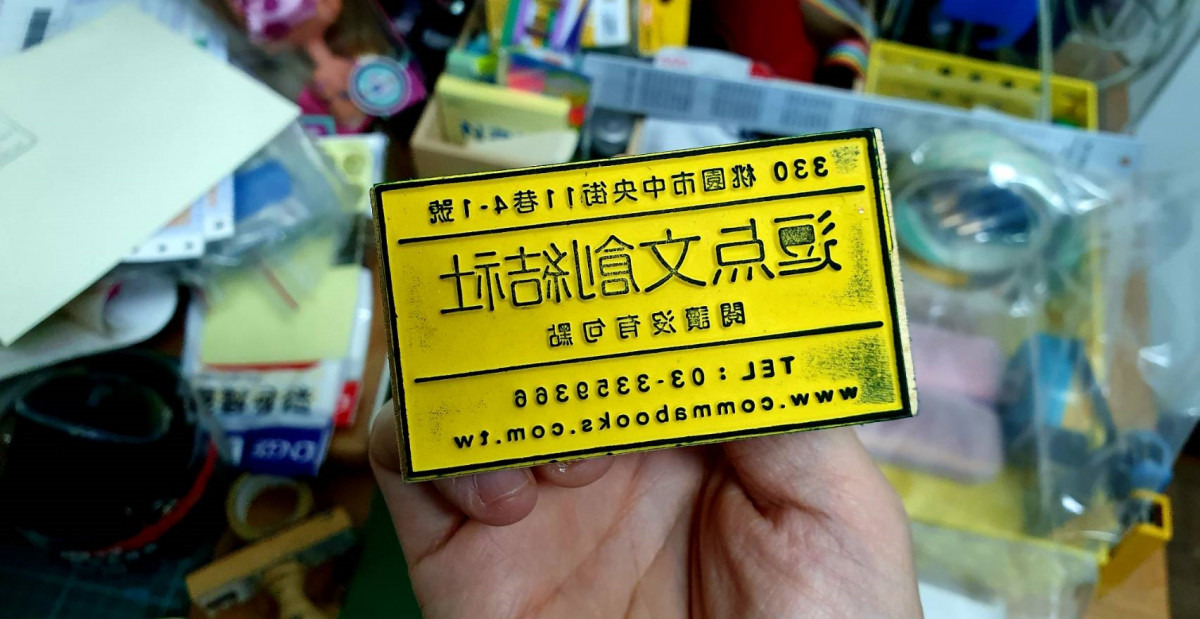 330 桃園市中央街11巷4-1號
逗点文創結社
閱讀沒有句點
TEL：03-3359366
www.commabooks.com.tw